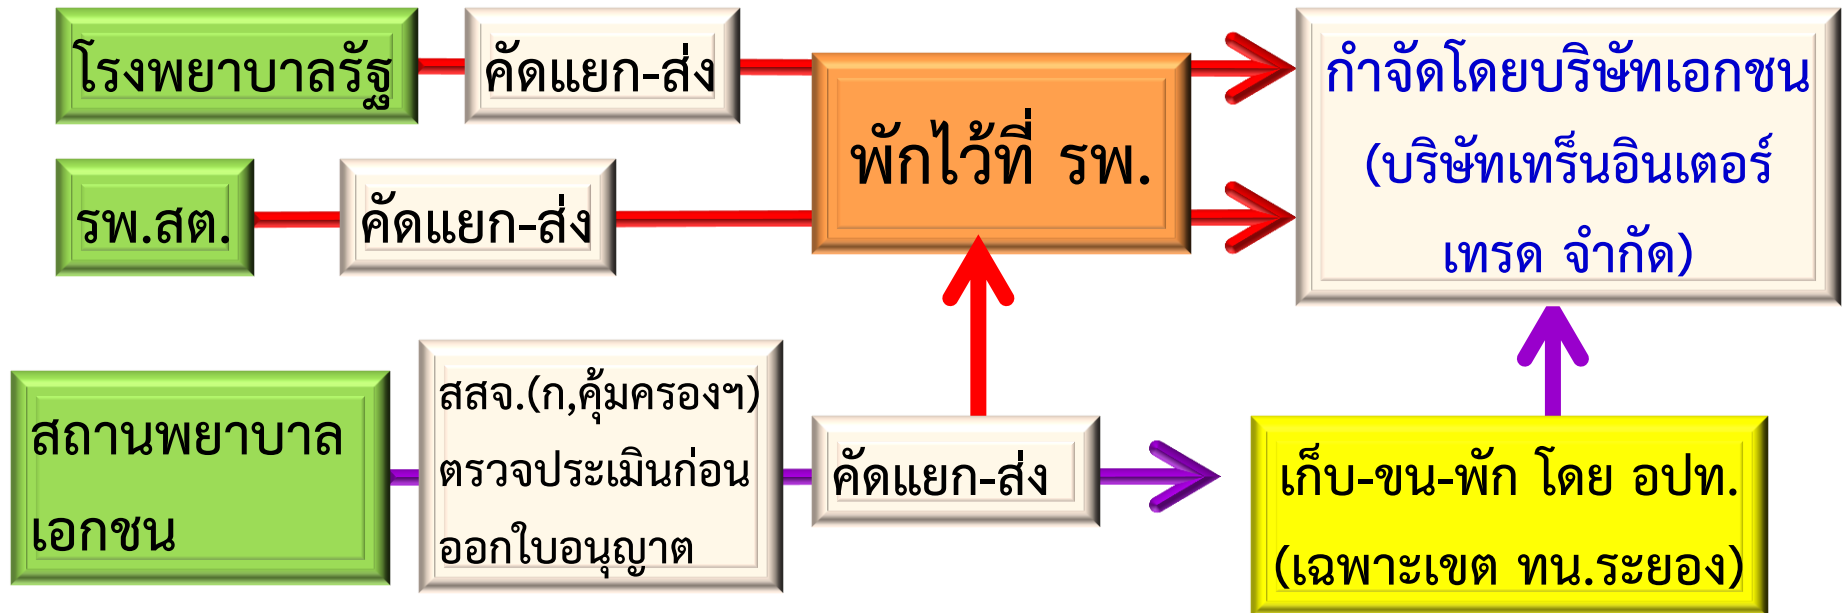 โรงพยาบาลรัฐ
คัดแยก-ส่ง
พักไว้ที่ รพ.
กำจัดโดยบริษัทเอกชน
(บริษัทเทร็นอินเตอร์
เทรด จำกัด)
รพ.สต.
คัดแยก-ส่ง
สถานพยาบาล
เอกชน
สสจ.(ก,คุ้มครองฯ)
ตรวจประเมินก่อน
ออกใบอนุญาต
คัดแยก-ส่ง
เก็บ-ขน-พัก โดย อปท.
(เฉพาะเขต ทน.ระยอง)